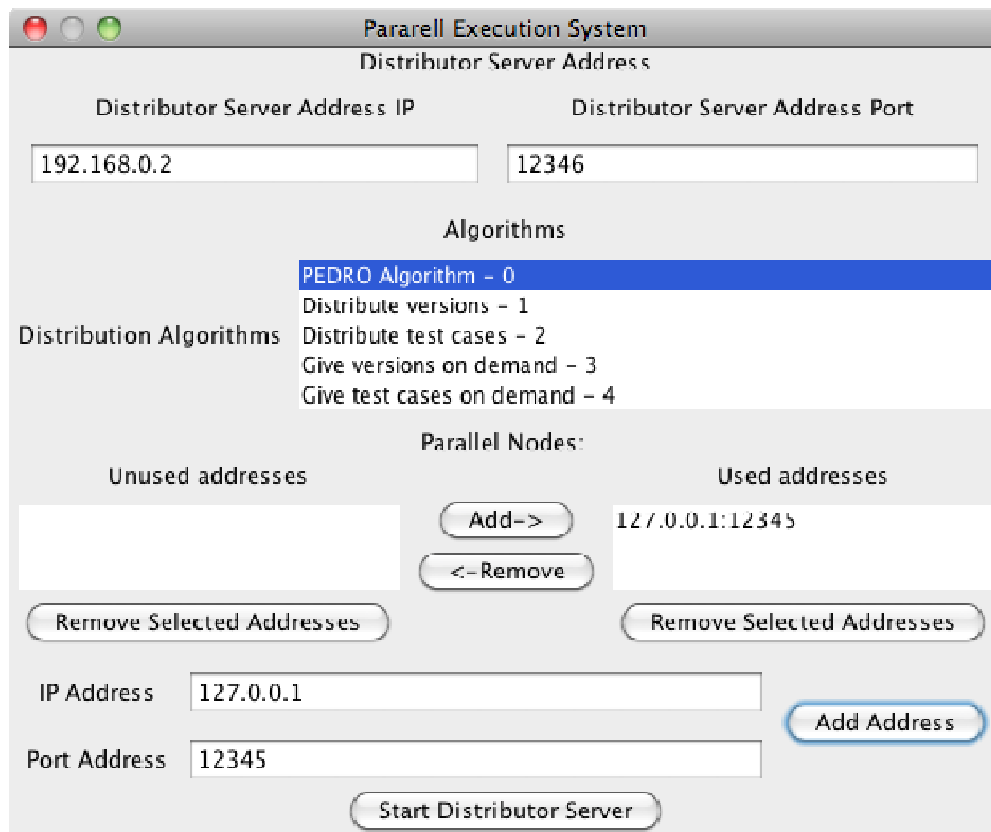 Pararell Execution System
Distributor Server Address
Distributor Server Address IP
Distributor Server Address Port
192.168.0.2
12346
Algorithms
Distribution Algorithms
PEDRO Algorithm – 0
Distribute versions – 1
Distribute test cases – 2
Give versions on demand – 3
Give test cases on demand – 4
Parallel Nodes:
Unused addresses
Used addresses
Add->
127.0.0.1:12345
<-Remove
Remove Selected Addresses
Remove Selected Addresses
IP Address
127.0.0.1
Add Address
Port Address
12345
Start Distributor Server